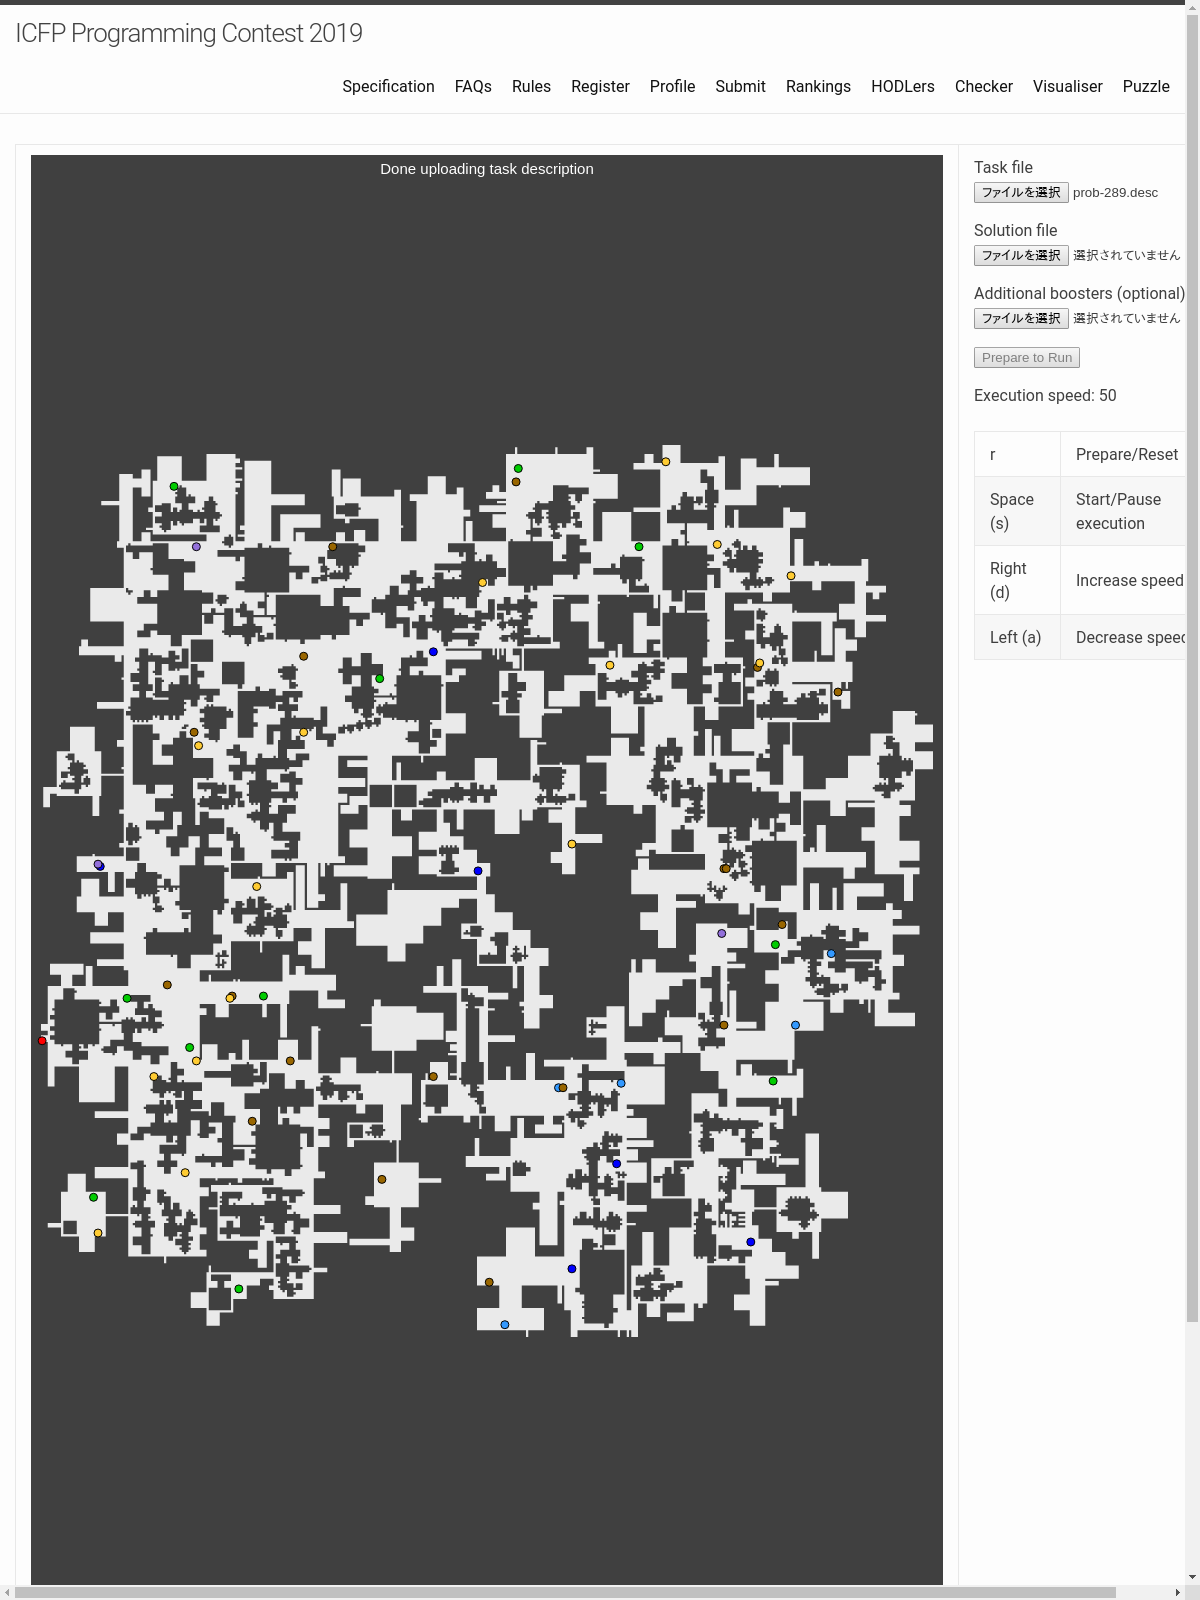 ICFP Programming Contest 2019
Specification FAQs Rules Register Profile Submit Rankings HODLers Checker Visualiser Puzzle
Done uploading task description
Task file
ファイルを選択 prob-289.desc
Solution file
ファイルを選択 選択されていません
Additional boosters (optional)
ファイルを選択 選択されていません
Prepare to Run
Execution speed: 50
r Prepare/Reset
Space (s) Start/Pause execution
Right (d) Increase speed
Left (a) Decrease speed